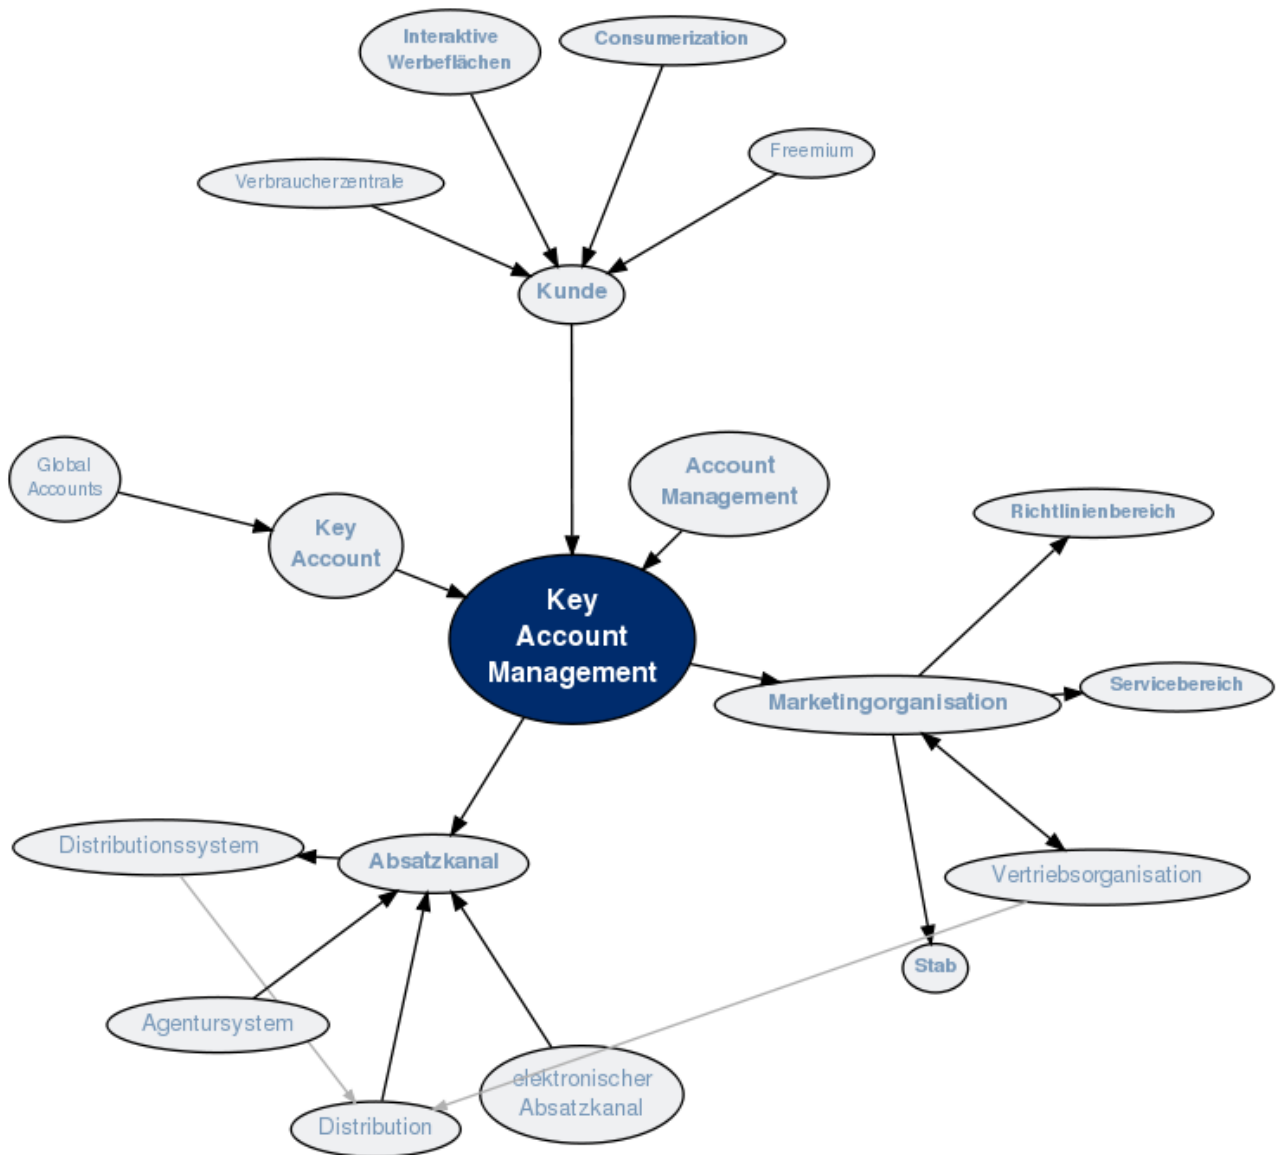 Interaktive
Werbeflächen
Consumerization
Freemium
Verbraucherzentrale
Kunde
Global
Accounts
Key
Account
Account
Management
Richtlinienbereich
Key
Account
Management
Servicebereich
Marketingorganisation
Distributionssystem
Absatzkanal
Vertriebsorganisation
Stab
Agentursystem
elektronischer
Absatzkanal
Distribution